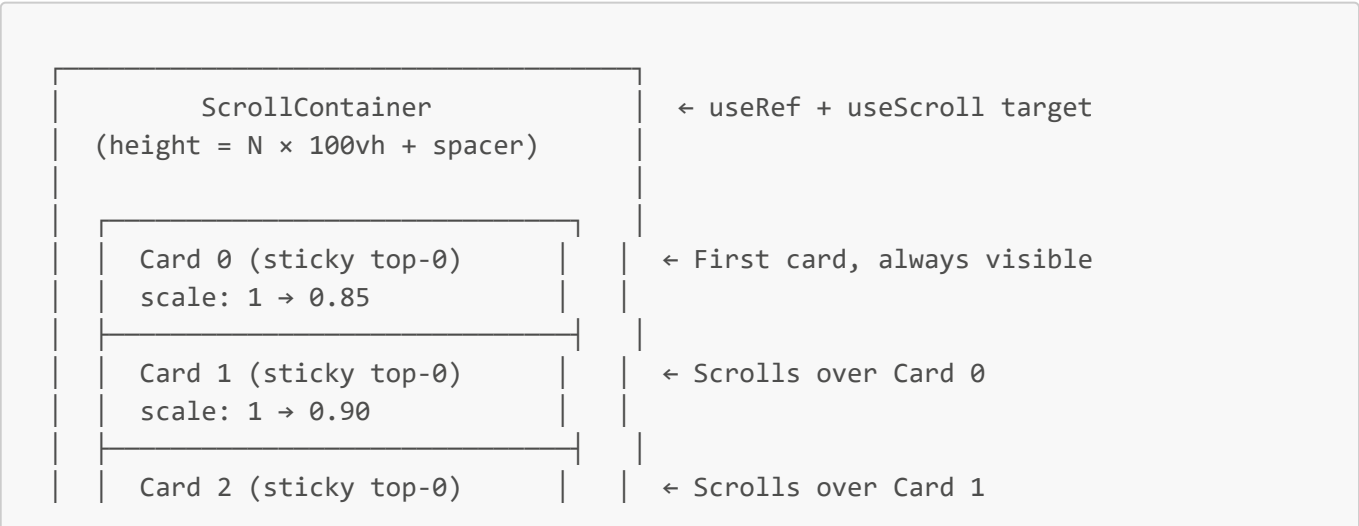 ScrollContainer ← useRef + useScroll target
(height = N × 100vh + spacer)
Card 0 (sticky top-0) ← First card, always visible
scale: 1 → 0.85
Card 1 (sticky top-0) ← Scrolls over Card 0
scale: 1 → 0.90
Card 2 (sticky top-0) ← Scrolls over Card 1